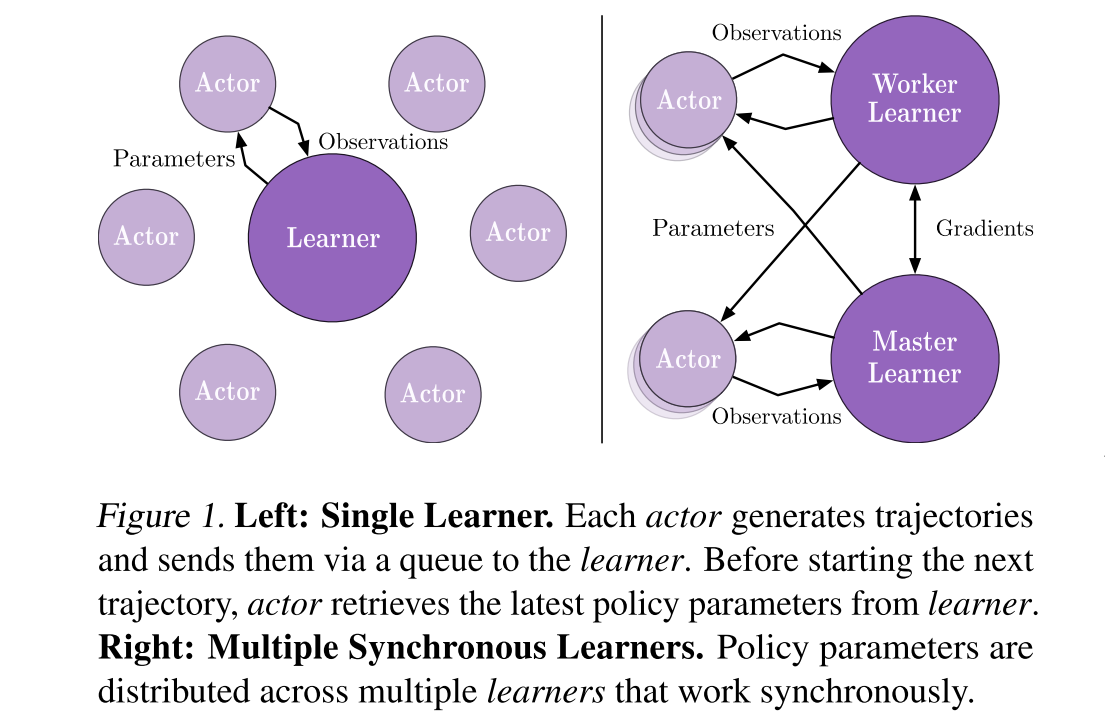 Actor
Actor
Parameters
Observations
Actor
Learner
Actor
Actor
Actor
Observations
Actor
Worker
Learner
Parameters
Gradients
Actor
Master
Learner
Observations
Figure 1. Left: Single Learner. Each actor generates trajectories
and sends them via a queue to the learner. Before starting the next
trajectory, actor retrieves the latest policy parameters from learner.
Right: Multiple Synchronous Learners. Policy parameters are
distributed across multiple learners that work synchronously.